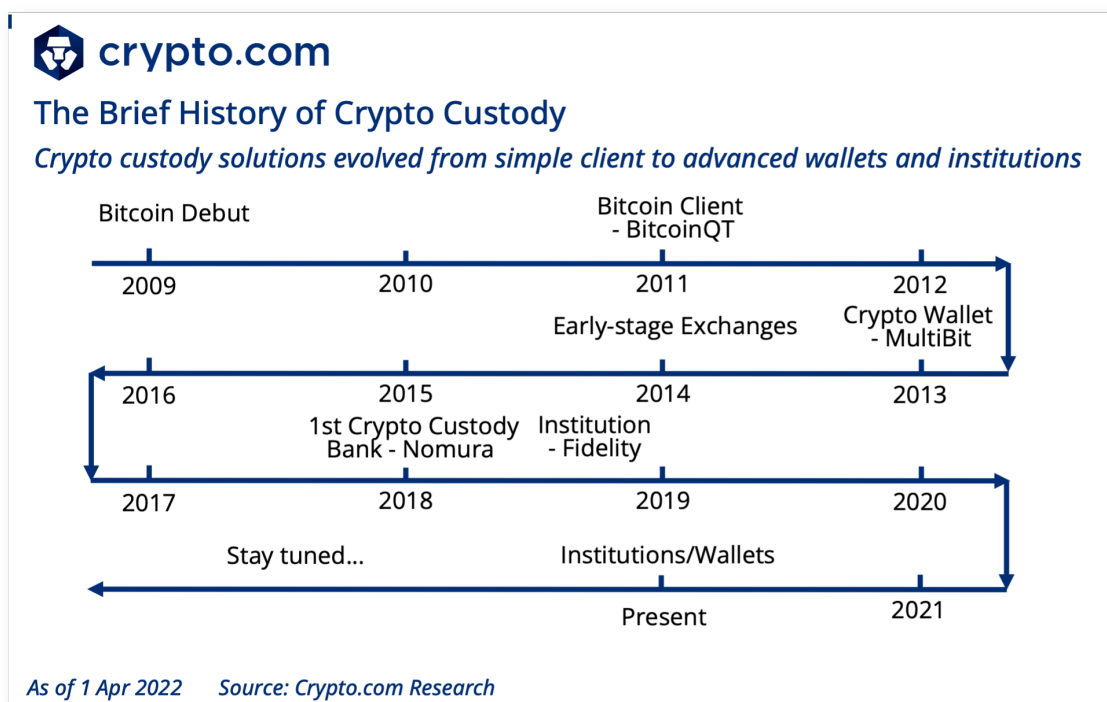 crypto.com
The Brief History of Crypto Custody
Crypto custody solutions evolved from simple client to advanced wallets and institutions
Bitcoin Debut
Bitcoin Client
- BitcoinQT
2009
2010
2011
2012
Early-stage Exchanges
Crypto Wallet
- MultiBit
2016
2015
2014
2013
1st Crypto Custody
Bank - Nomura
Institution
- Fidelity
2017
2018
2019
2020
Stay tuned...
Institutions/Wallets
Present
2021
As of 1 Apr 2022
Source: Crypto.com Research